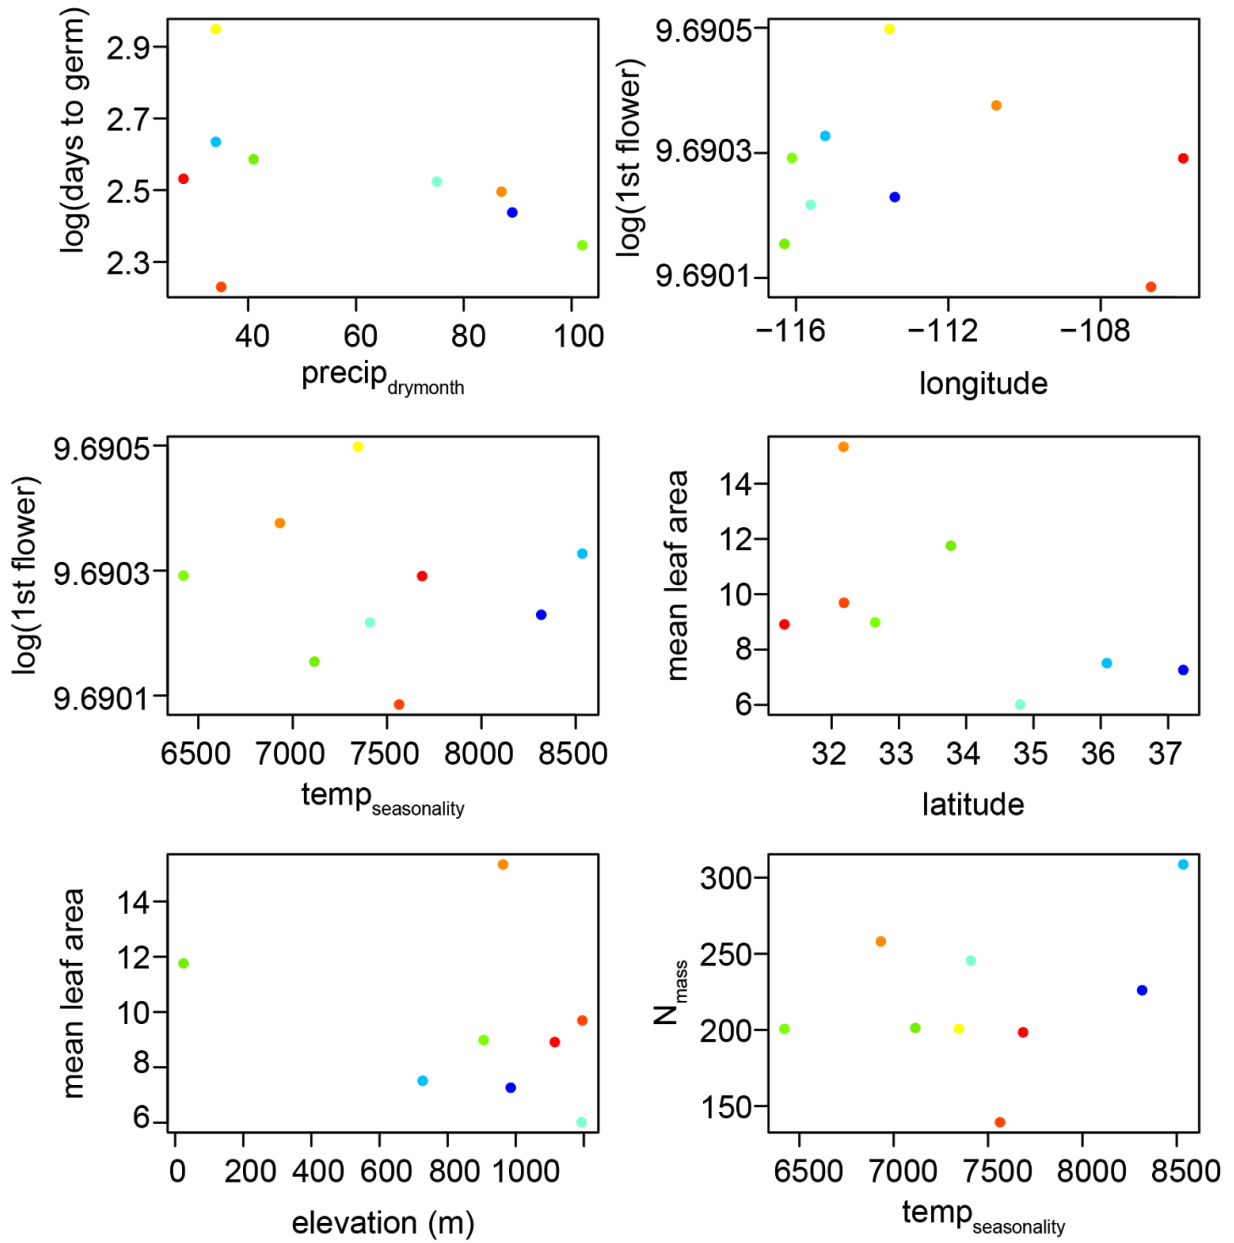 log(days to germ)
2.9
2.7
2.5
2.3
40 60 80 100
precip_drymonth
log(1st flower)
9.6905
9.6903
9.6901
−116 −112 −108
longitude
log(1st flower)
9.6905
9.6903
9.6901
6500 7000 7500 8000 8500
temp_seasonality
mean leaf area
14
12
10
8
6
32 33 34 35 36 37
latitude
mean leaf area
14
12
10
8
6
0 200 400 600 800 1000
elevation (m)
N_mass
300
250
200
150
6500 7000 7500 8000 8500
temp_seasonality